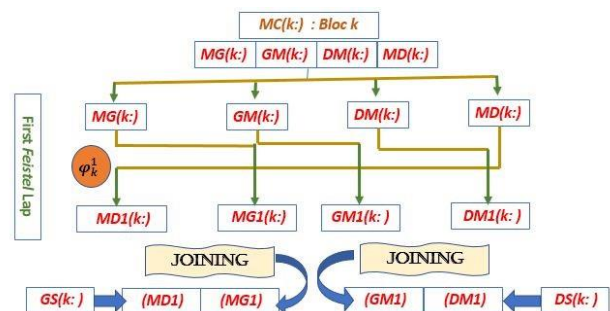 MC(k:) : Bloc k
MG(k:) GM(k:) DM(k:) MD(k:)
First Feistel Lap
MG(k:) GM(k:) DM(k:) MD(k:)
φ¹ₖ
MD1(k:) MG1(k:) GM1(k: ) DM1(k: )
JOINING JOINING
GS(k: ) (MD1) (MG1) (GM1) (DM1) DS(k: )